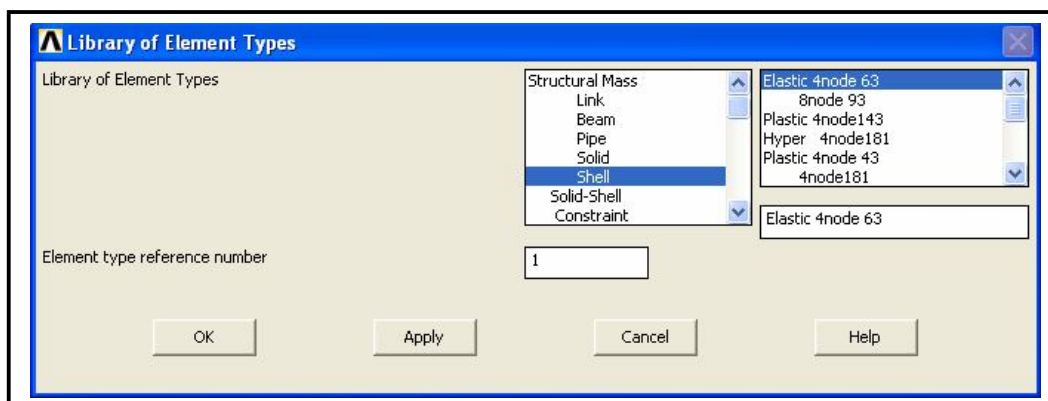 Library of Element Types
Library of Element Types
Structural Mass
Link
Beam
Pipe
Solid
Shell
Solid-Shell
Constraint
Elastic 4node 63
8node 93
Plastic 4node143
Hyper 4node181
Plastic 4node 43
4node181
Elastic 4node 63
Element type reference number
1
OK
Apply
Cancel
Help